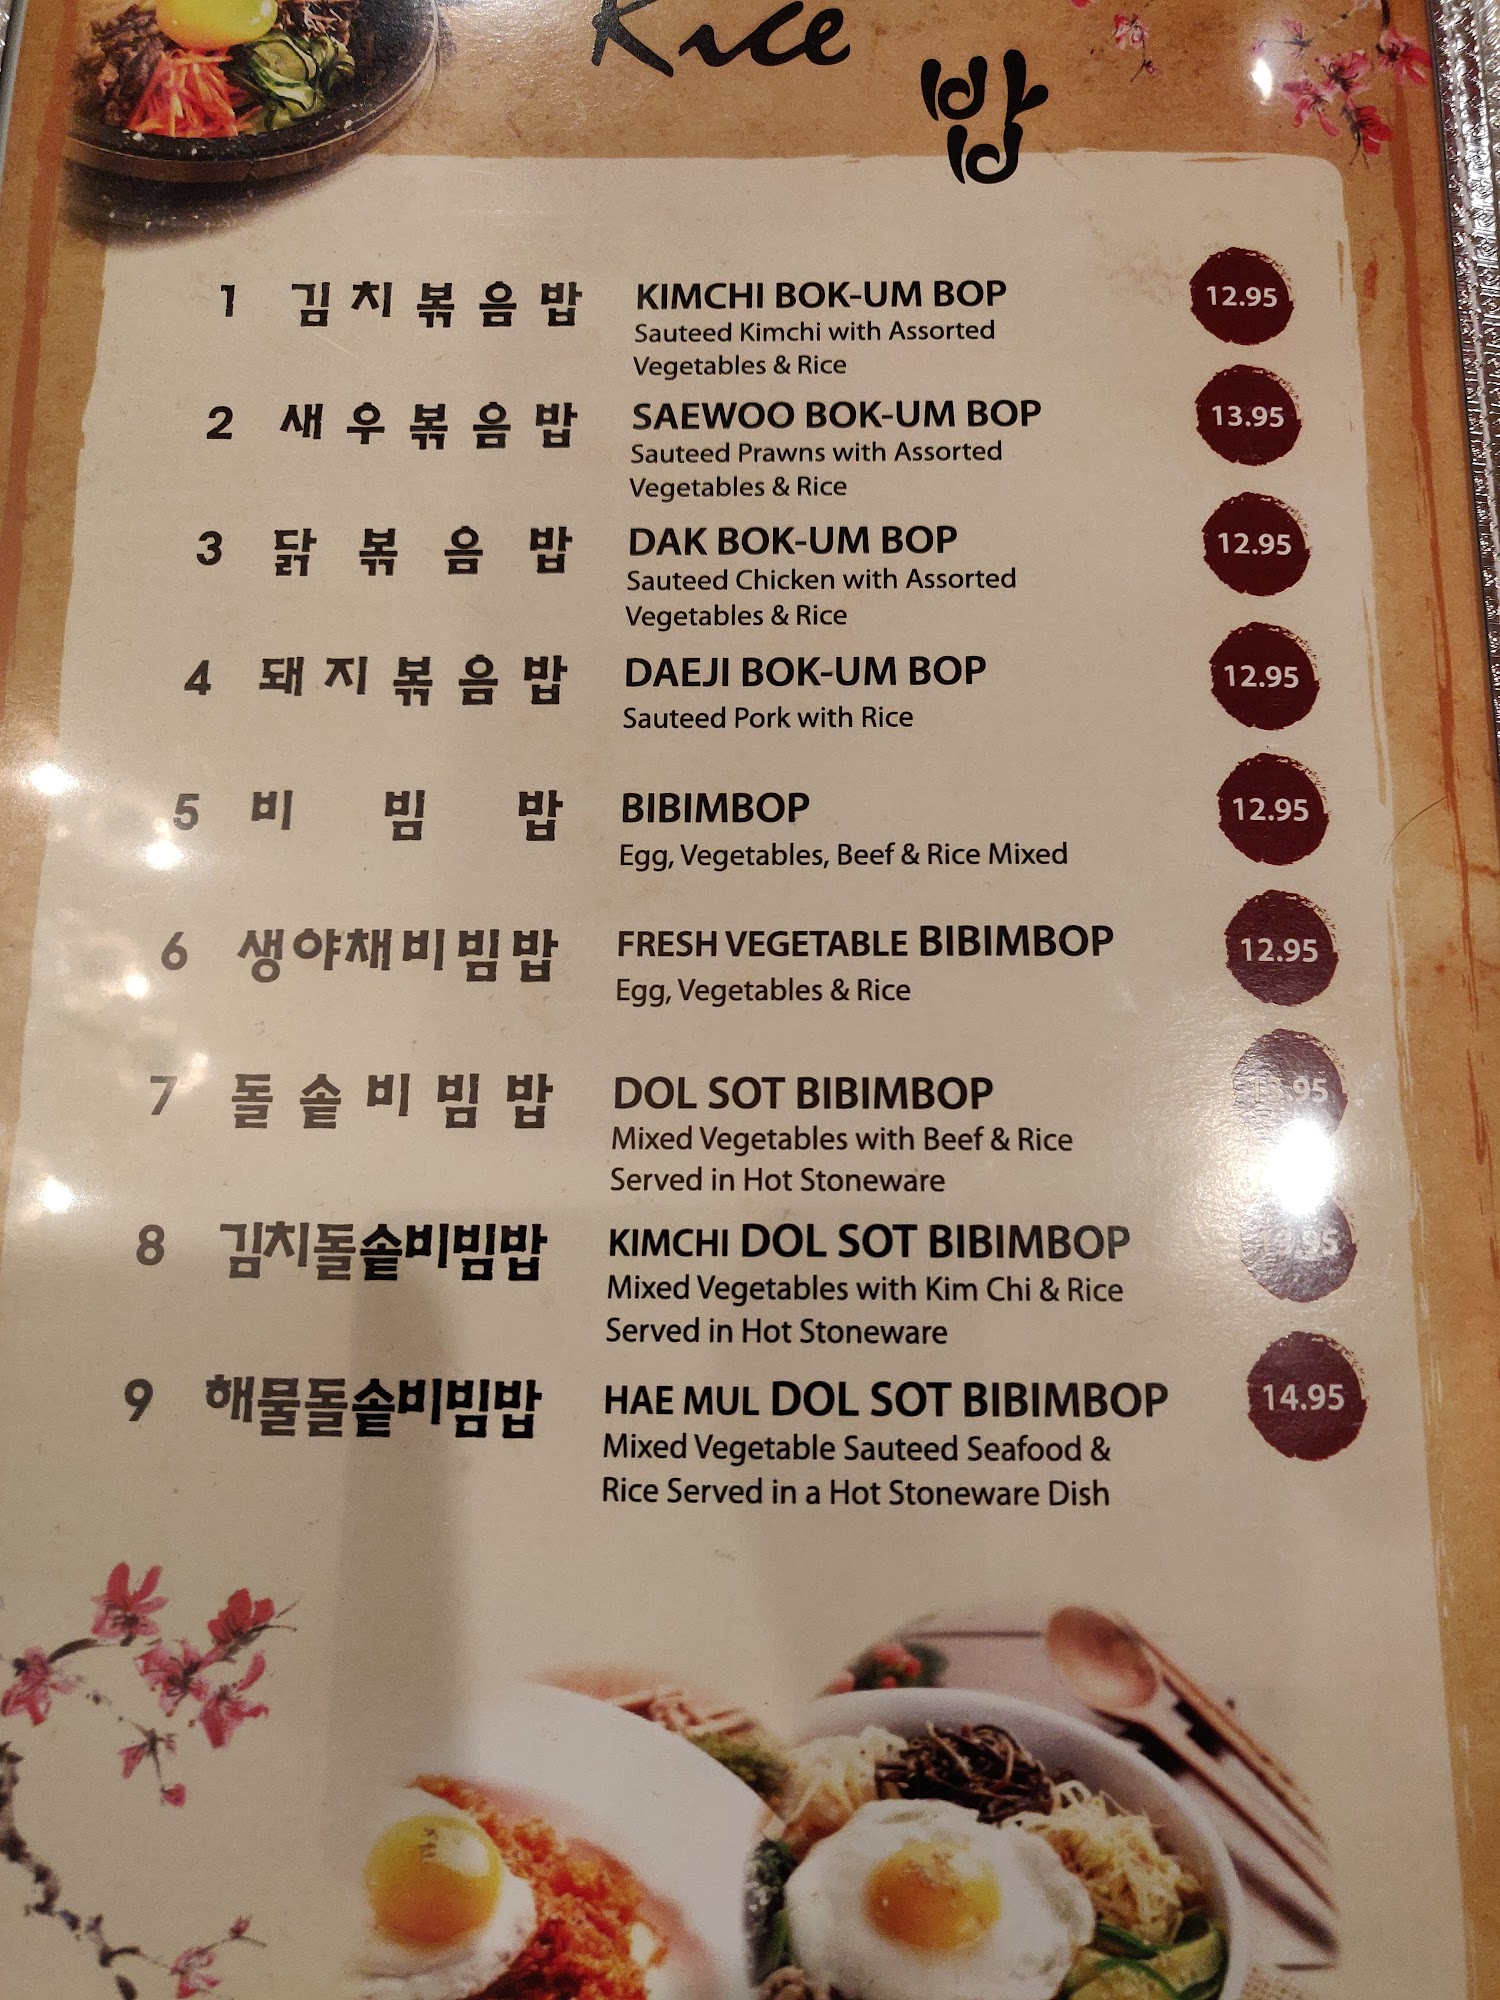 Rice
밥
1 김치볶음밥 KIMCHI BOK-UM BOP 12.95
Sauteed Kimchi with Assorted
Vegetables & Rice
2 새우볶음밥 SAEWOO BOK-UM BOP 13.95
Sauteed Prawns with Assorted
Vegetables & Rice
3 닭볶음밥 DAK BOK-UM BOP 12.95
Sauteed Chicken with Assorted
Vegetables & Rice
4 돼지볶음밥 DAEJI BOK-UM BOP 12.95
Sauteed Pork with Rice
5 비빔밥 BIBIMBOP 12.95
Egg, Vegetables, Beef & Rice Mixed
6 생야채비빔밥 FRESH VEGETABLE BIBIMBOP 12.95
Egg, Vegetables & Rice
7 돌솥비빔밥 DOL SOT BIBIMBOP
Mixed Vegetables with Beef & Rice
Served in Hot Stoneware
8 김치돌솥비빔밥 KIMCHI DOL SOT BIBIMBOP
Mixed Vegetables with Kim Chi & Rice
Served in Hot Stoneware
9 해물돌솥비빔밥 HAE MUL DOL SOT BIBIMBOP 14.95
Mixed Vegetable Sauteed Seafood &
Rice Served in a Hot Stoneware Dish